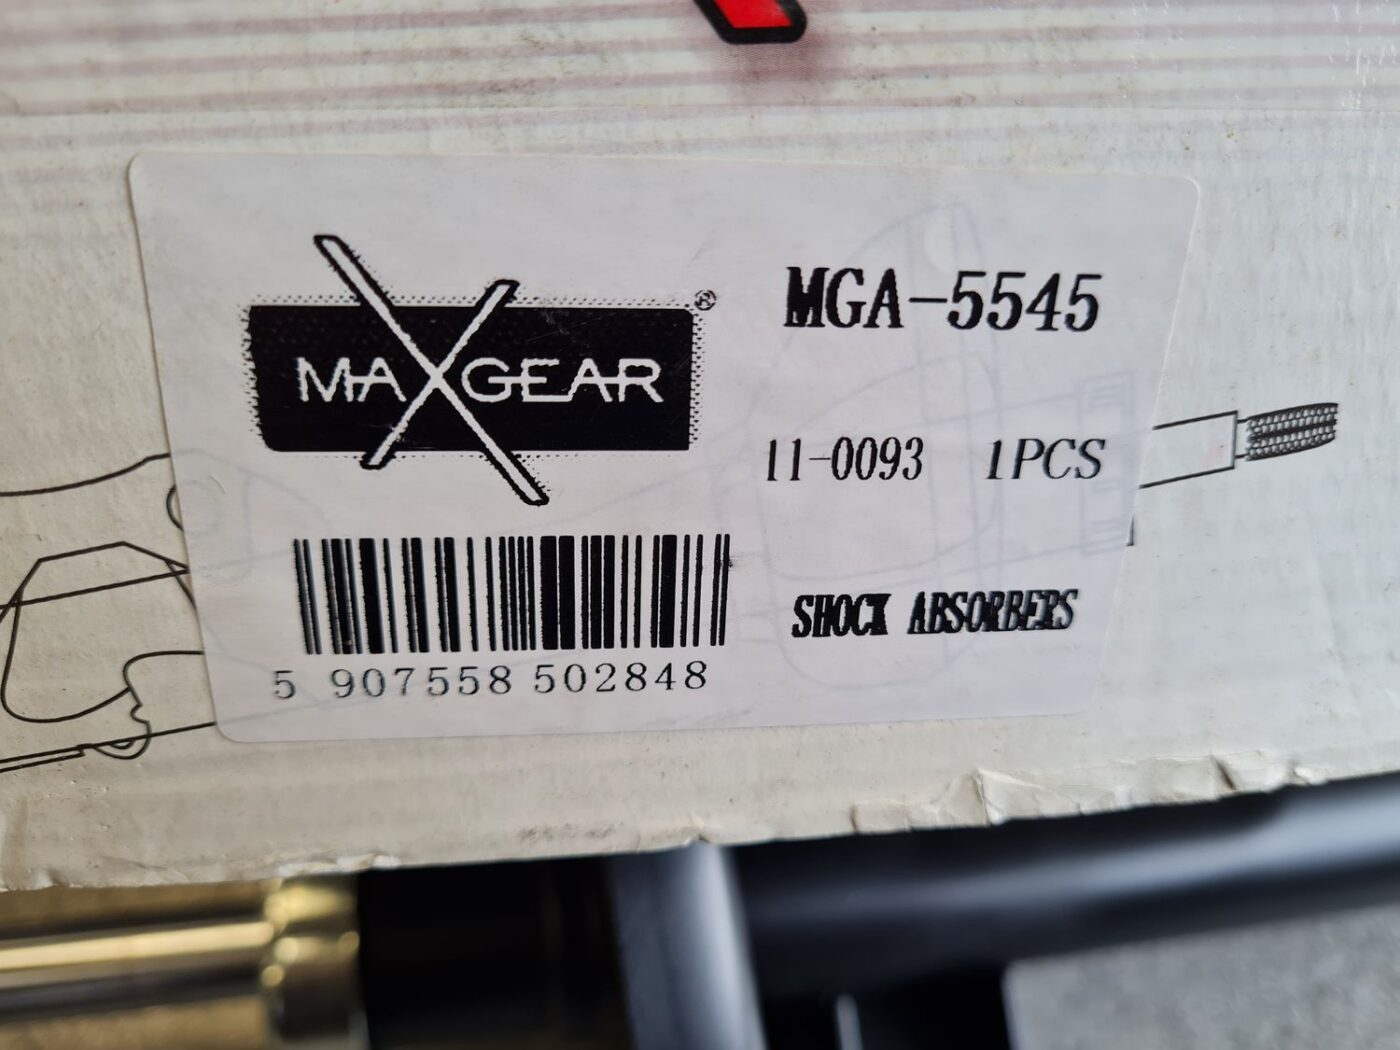 MAXGEAR ®
MGA-5545
11-0093 1PCS
SHOCK ABSORBERS
5 907558 502848